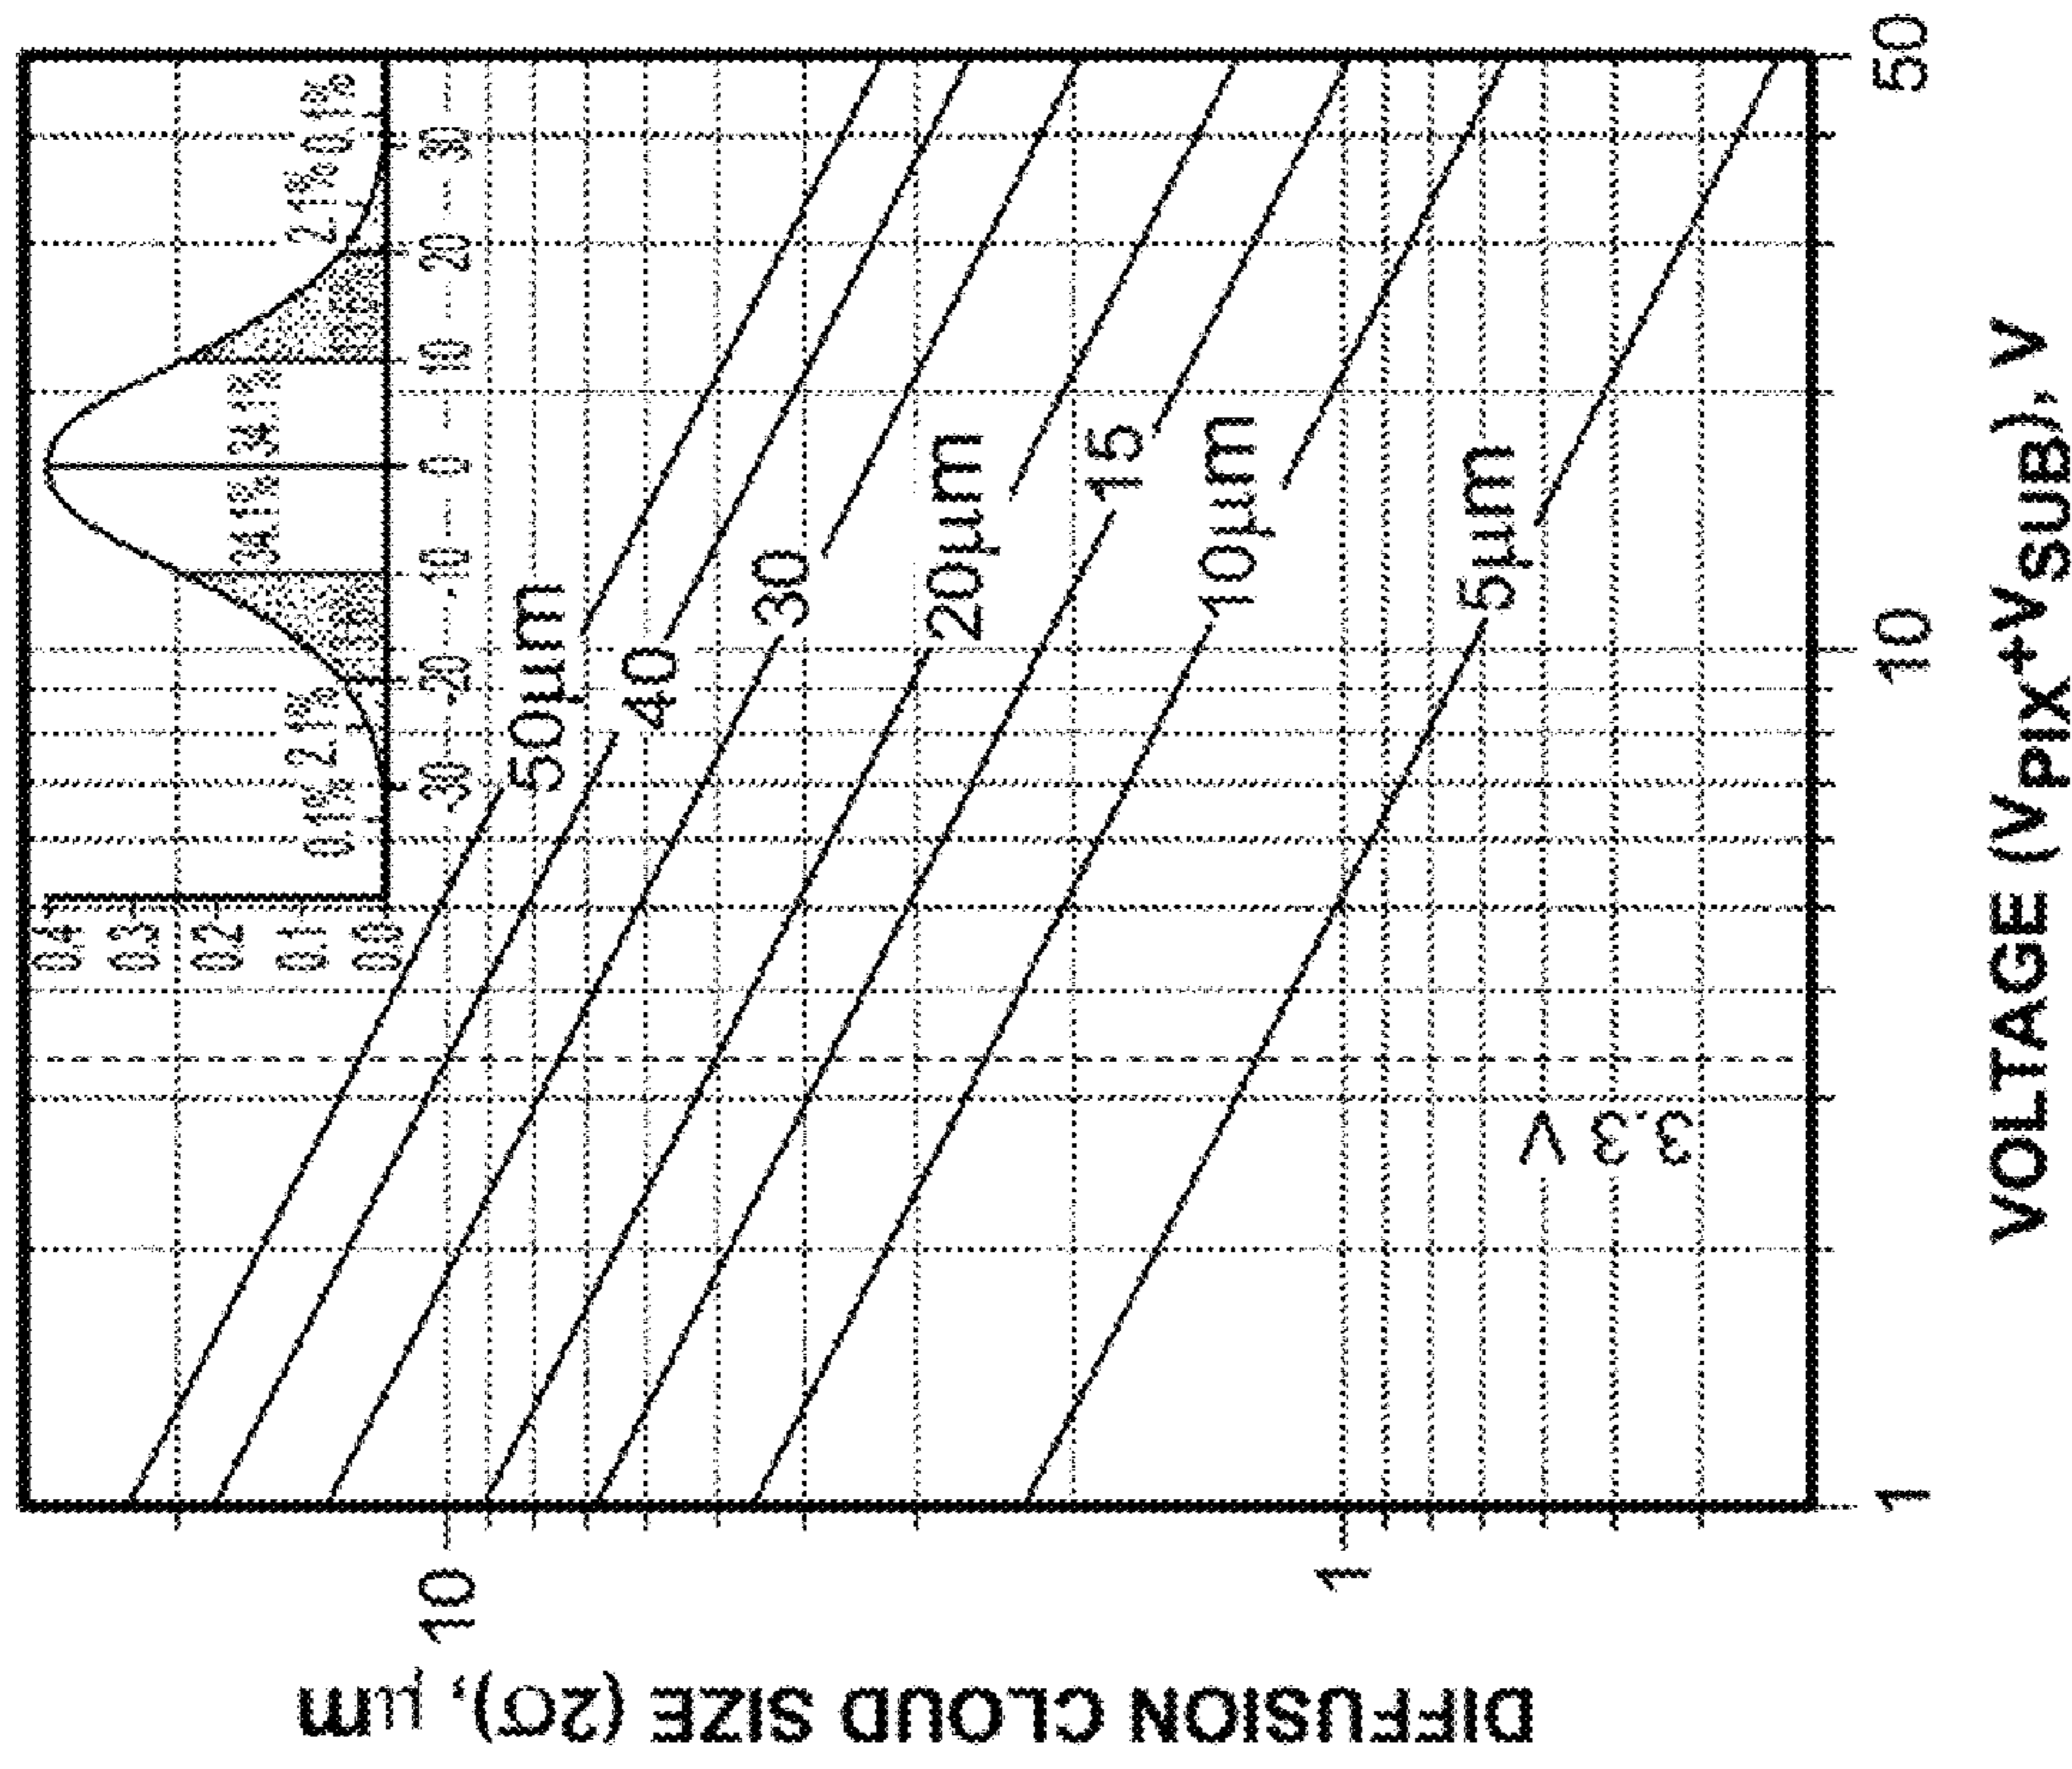 DIFFUSION CLOUD SIZE (2σ), μm
10
1
0.4
0.3
0.2
0.1
0.0
0.1% 2.1% 34.1% 34.1% 2.1% 0.1%
-30 -20 -10 0 10 20 30
50μm
40
30
20μm
15
10μm
5μm
3.3 V
1 10 50
VOLTAGE (VPIX+VSUB), V